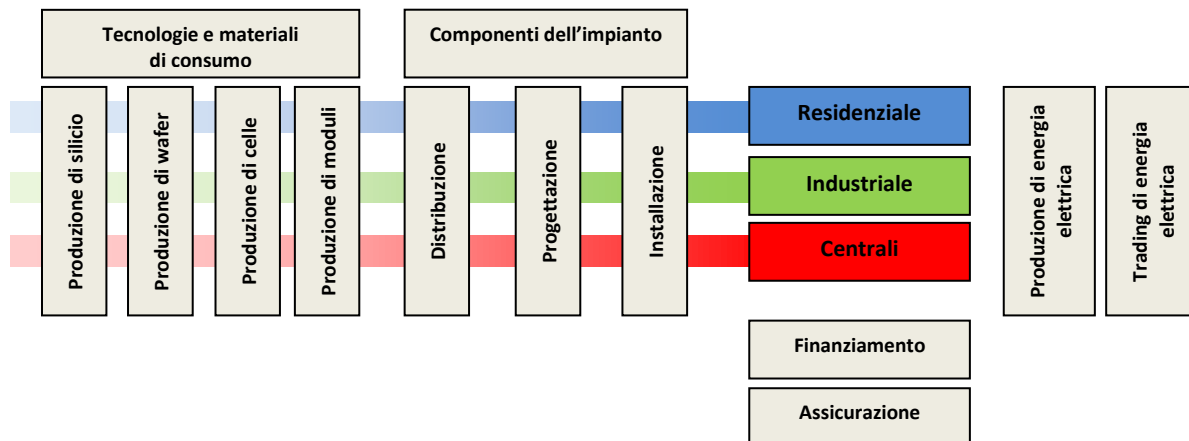 Tecnologie e materiali
di consumo
Componenti dell’impianto
Produzione di silicio
Produzione di wafer
Produzione di celle
Produzione di moduli
Distribuzione
Progettazione
Installazione
Residenziale
Industriale
Centrali
Produzione di energia
elettrica
Trading di energia
elettrica
Finanziamento
Assicurazione